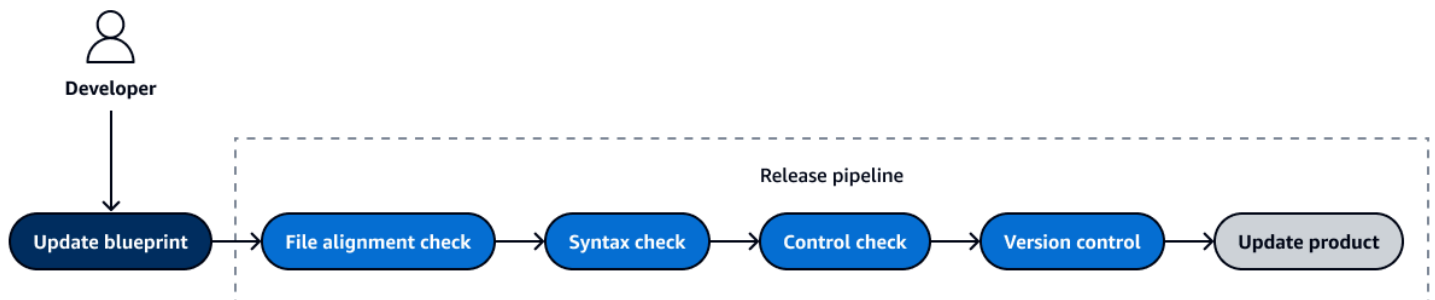 Developer
Release pipeline
Update blueprint
File alignment check
Syntax check
Control check
Version control
Update product